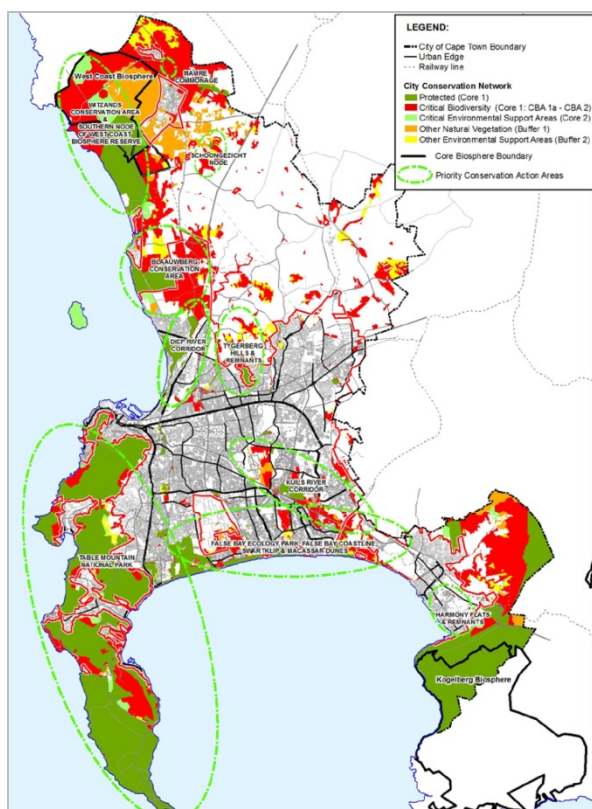 LEGEND:
City of Cape Town Boundary
Urban Edge
Railway line
City Conservation Network
Protected (Core 1)
Critical Biodiversity (Core 1: CBA 1a - CBA 2)
Critical Environmental Support Areas (Core 2)
Other Natural Vegetation (Buffer 1)
Other Environmental Support Areas (Buffer 2)
Core Biosphere Boundary
Priority Conservation Action Areas
MAMRE
COMMONAGE
West Coast Biosphere
WITZANDS
CONSERVATION AREA
&
SOUTHERN NODE
OF WEST COAST
BIOSPHERE RESERVE
SCHOONGEZICHT
NODE
BLAAUWBERG
CONSERVATION
AREA
DIEP RIVER
CORRIDOR
TYGERBERG
HILLS &
REMNANTS
KUILS RIVER
CORRIDOR
FALSE BAY ECOLOGY PARK, FALSE BAY COASTLINE,
SWARTKLIP & MACASSAR DUNES
TABLE MOUNTAIN
NATIONAL PARK
HARMONY FLATS
& REMNANTS
Kogelberg Biosphere